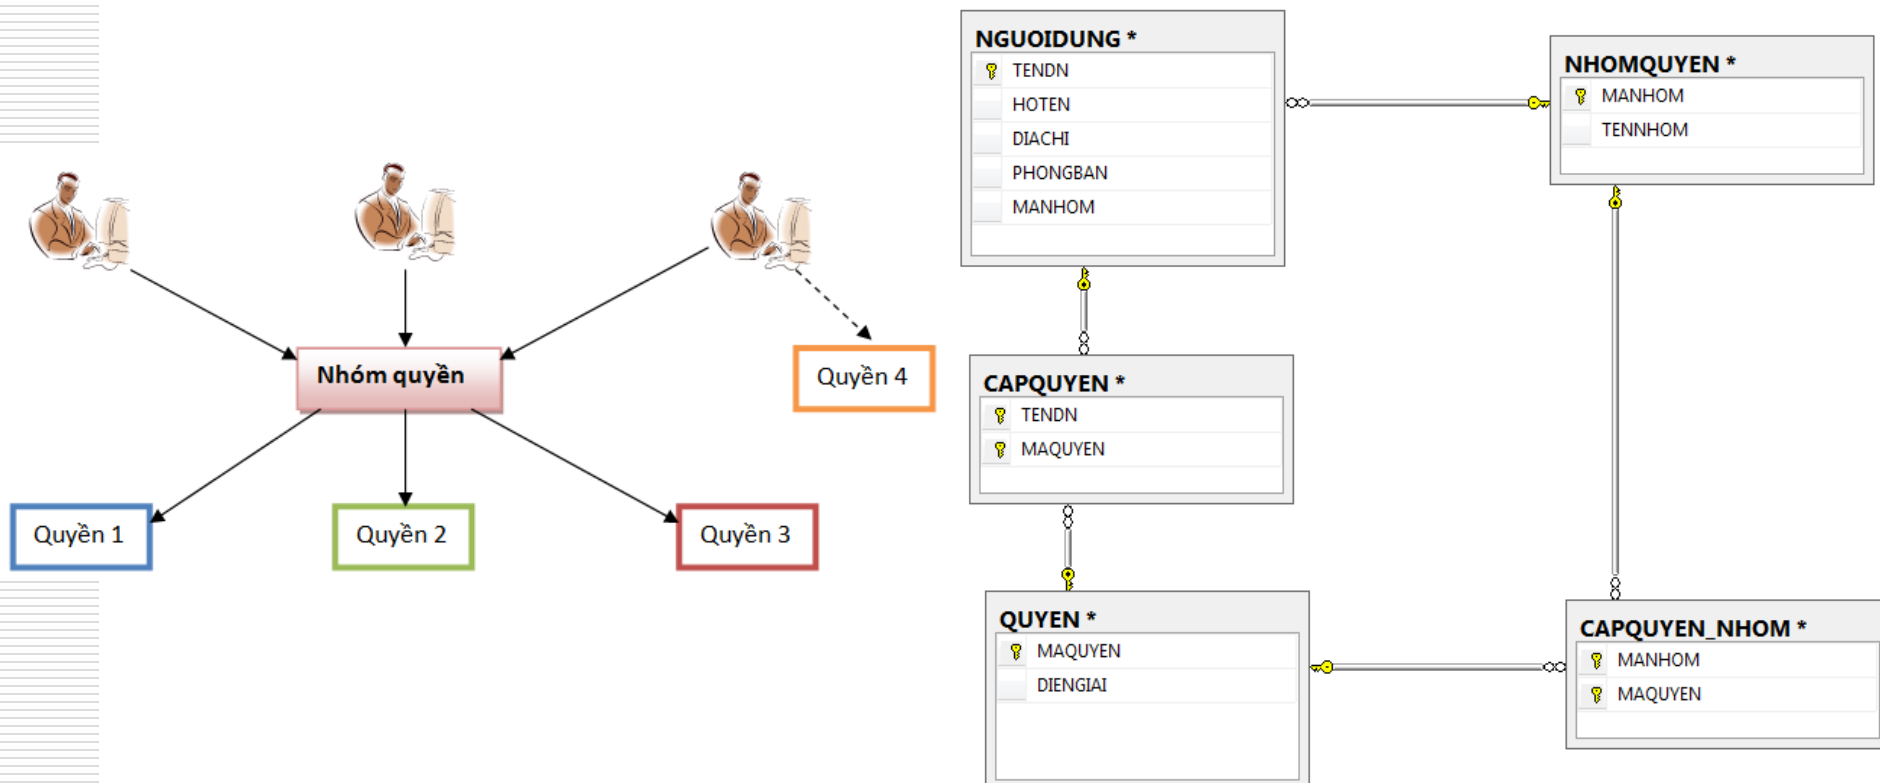 Nhóm quyền
Quyền 4
Quyền 1
Quyền 2
Quyền 3
NGUOIDUNG *
TENDN
HOTEN
DIACHI
PHONGBAN
MANHOM
NHOMQUYEN *
MANHOM
TENNHOM
CAPQUYEN *
TENDN
MAQUYEN
QUYEN *
MAQUYEN
DIENGIAI
CAPQUYEN_NHOM *
MANHOM
MAQUYEN